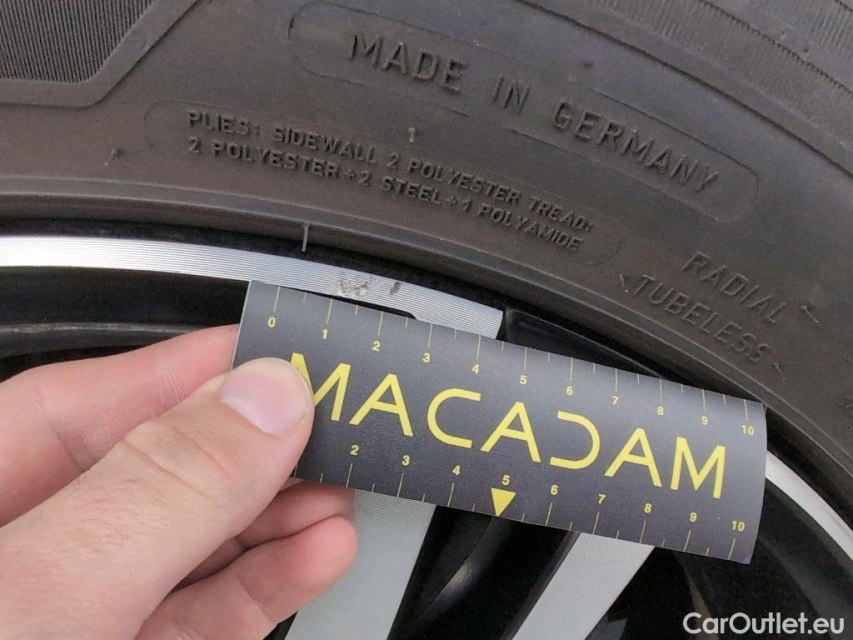 MADE IN GERMANY
PLIES: SIDEWALL 2 POLYESTER TREAD:
2 POLYESTER+2 STEEL+1 POLYAMIDE
RADIAL
TUBELESS
0 1 2 3 4 5 6 7 8 9 10
MACADAM
2 3 4 5 6 7 8 9 10
CarOutlet.eu